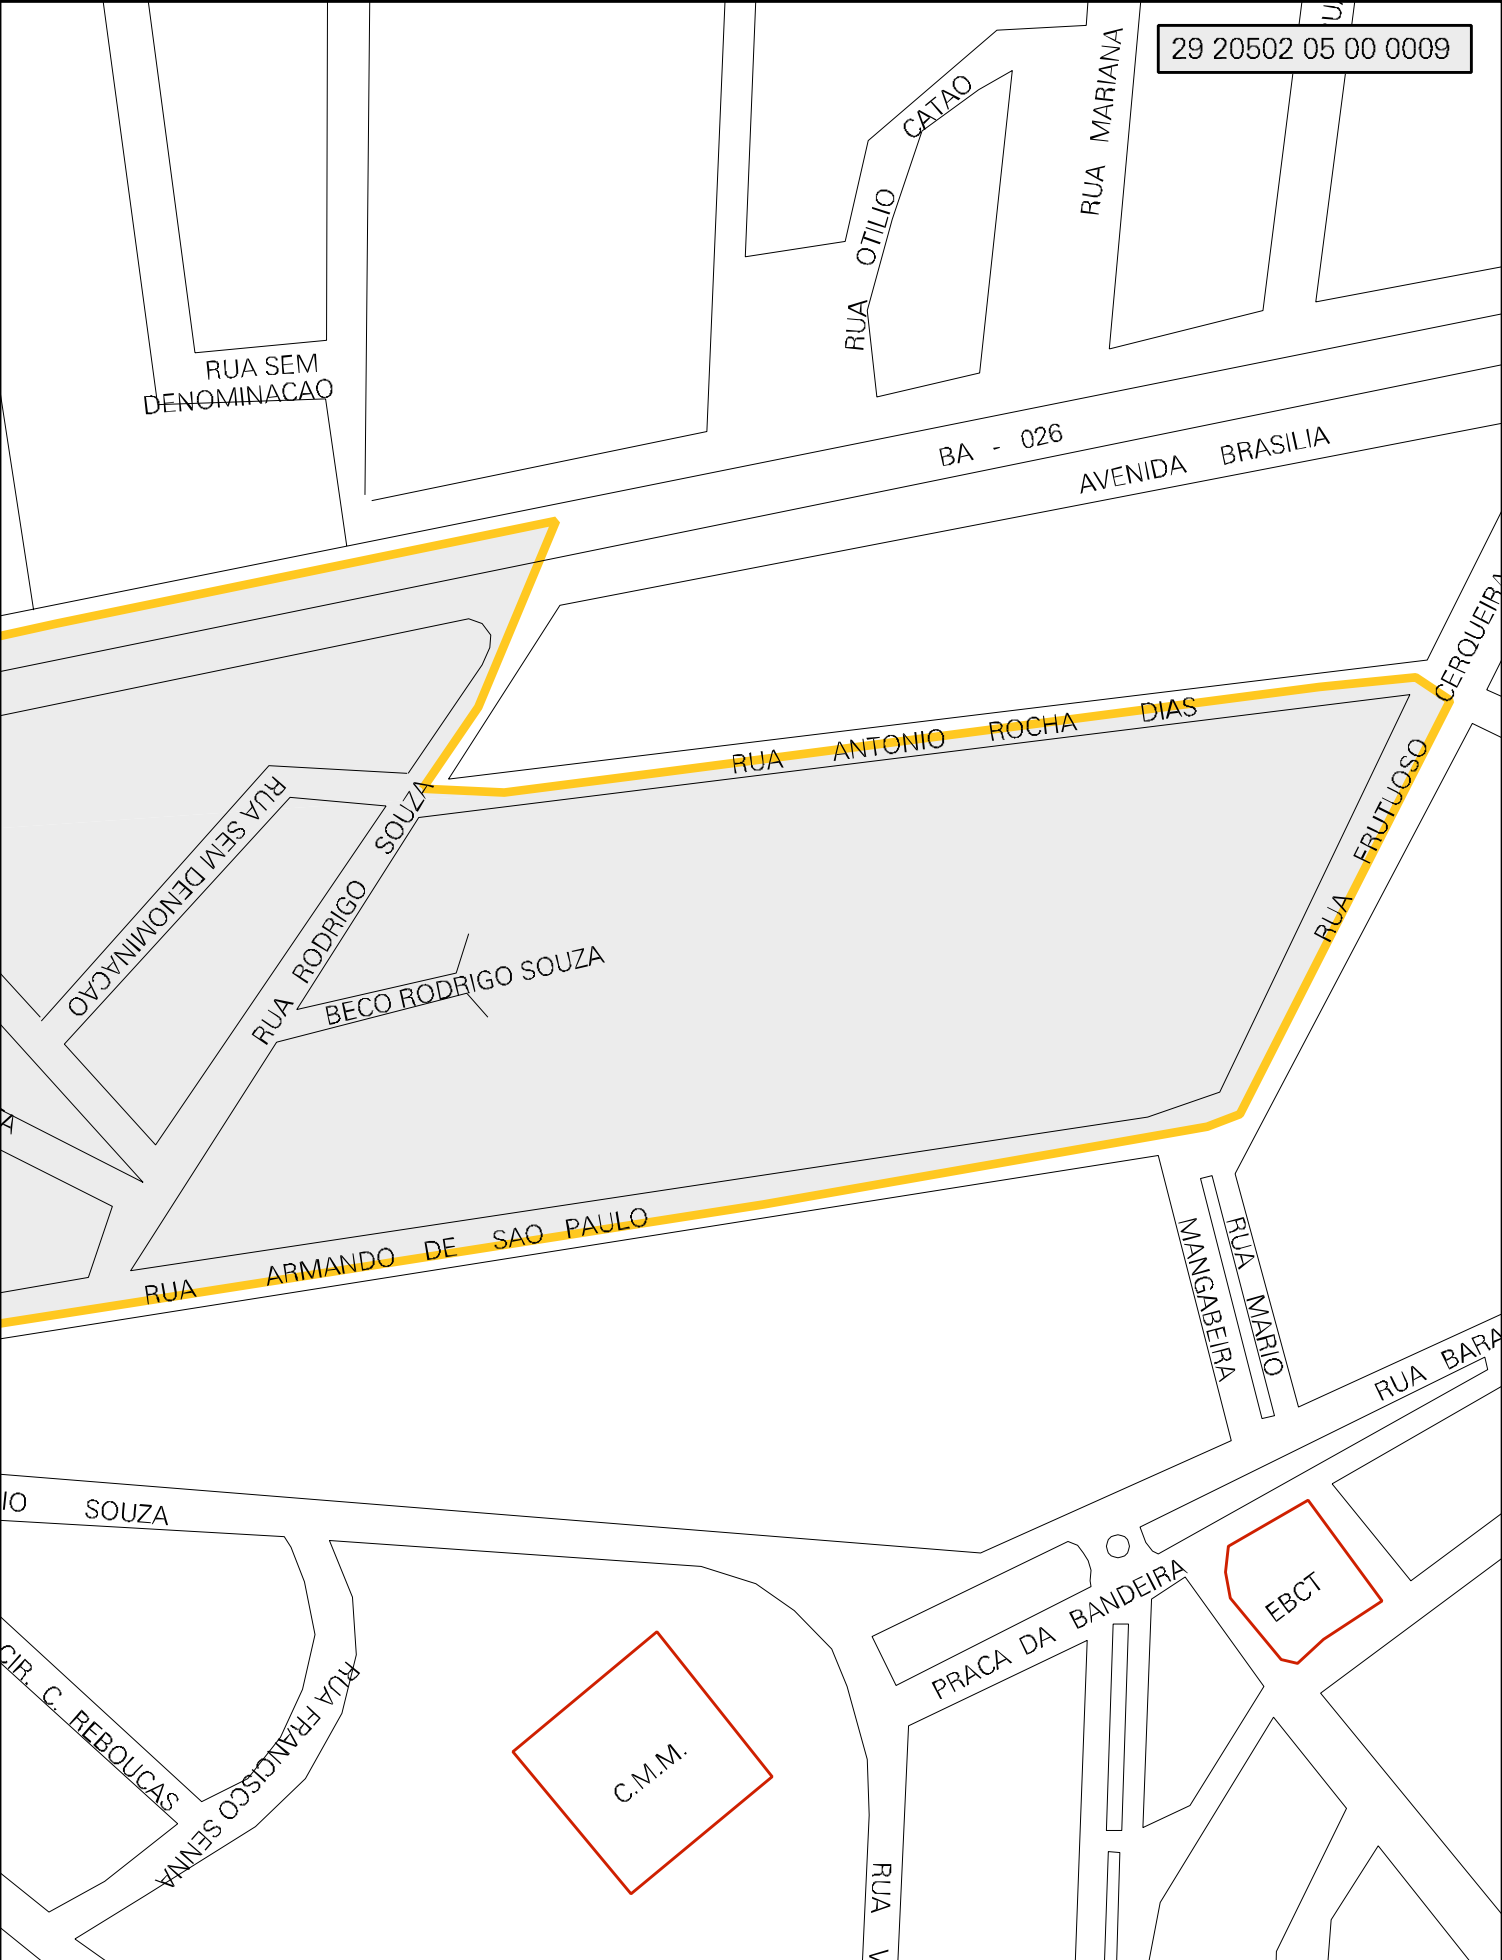 29 20502 05 00 0009
CATAO
RUA MARIANA
RUA OTILIO
RUA SEM
DENOMINACAO
BA - 026
AVENIDA BRASILIA
CERQUEIRA
RUA ANTONIO ROCHA DIAS
RUA FRUTUOSO
RUA SEM DENOMINACAO
RUA RODRIGO SOUZA
BECO RODRIGO SOUZA
A
RUA ARMANDO DE SAO PAULO
RUA MARIO
MANGABEIRA
RUA BARA
IO SOUZA
PRACA DA BANDEIRA
EBCT
CIR. C. REBOUCAS
RUA FRANCISCO SENNA
C.M.M.
RUA